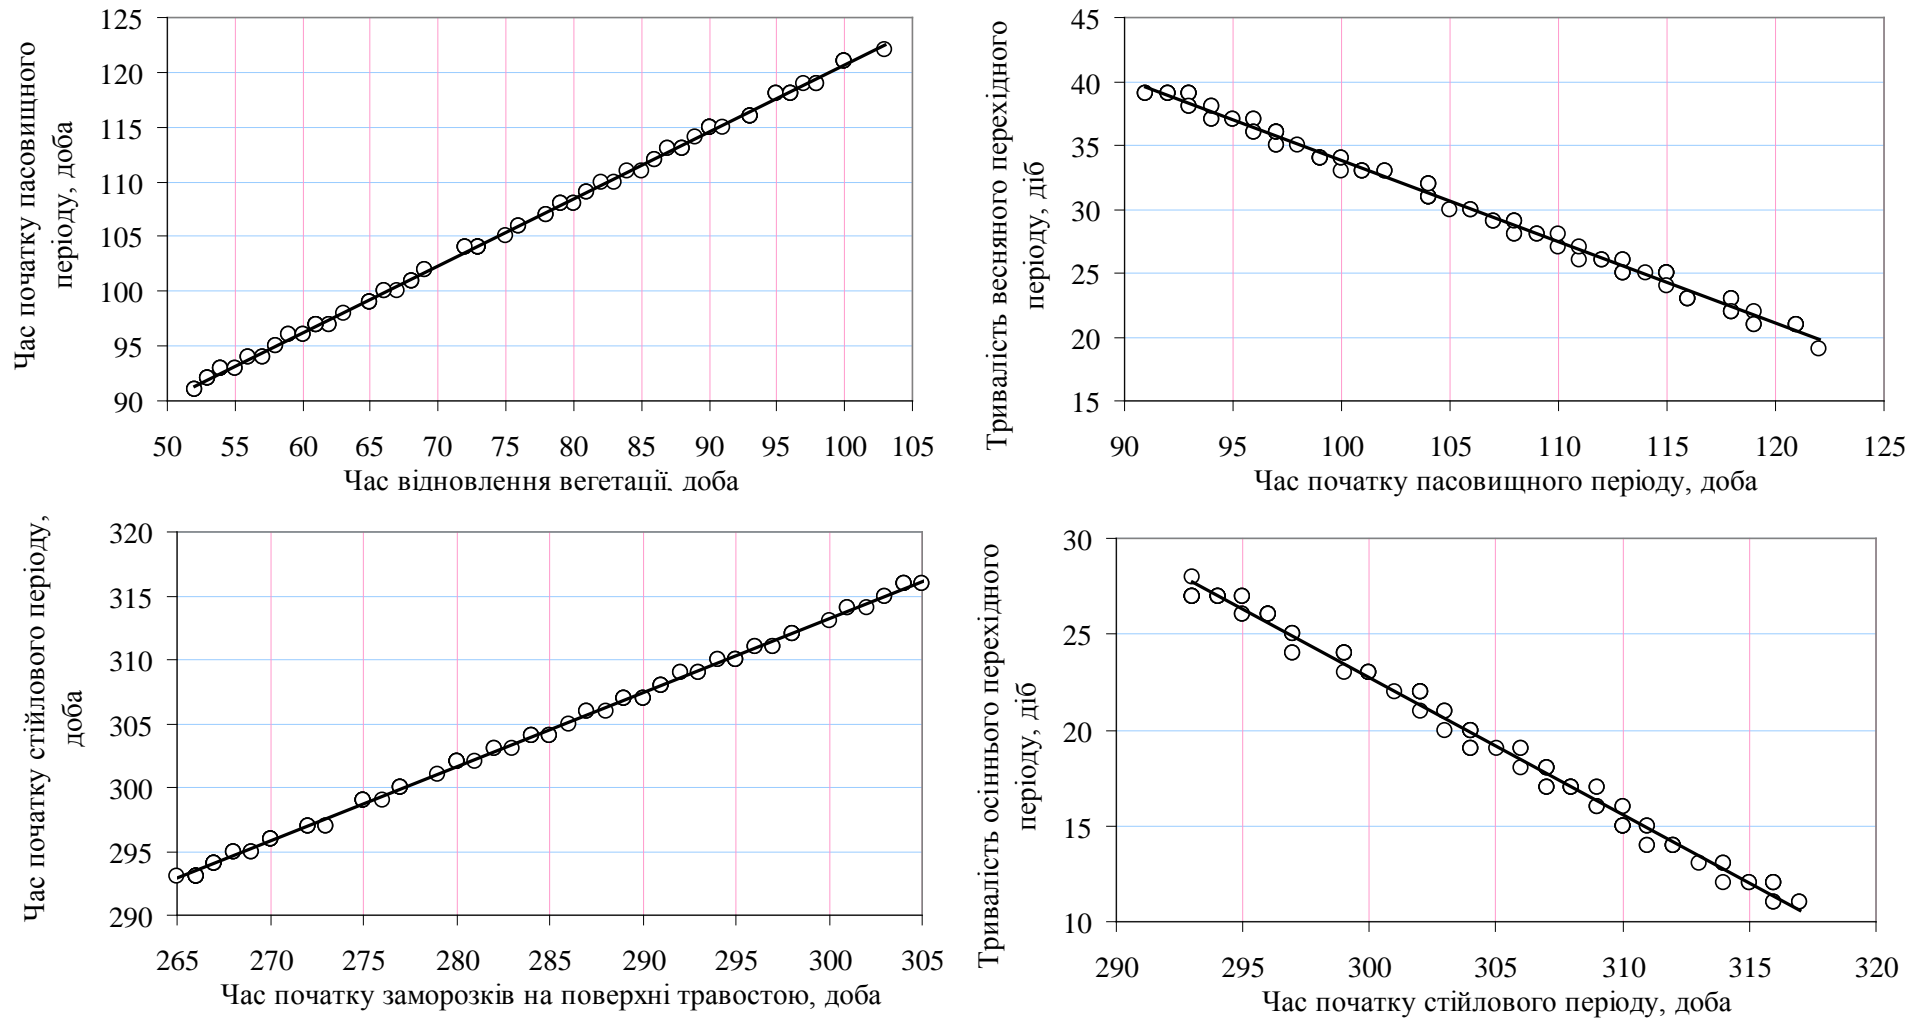 Час початку пасовищного
періоду, доба
125
120
115
110
105
100
95
90
50 55 60 65 70 75 80 85 90 95 100 105
Час відновлення вегетації, доба
Тривалість весняного перехідного
періоду, діб
45
40
35
30
25
20
15
90 95 100 105 110 115 120 125
Час початку пасовищного періоду, доба
Час початку стійлового періоду,
доба
320
315
310
305
300
295
290
265 270 275 280 285 290 295 300 305
Час початку заморозків на поверхні травостою, доба
Тривалість осіннього перехідного
періоду, діб
30
25
20
15
10
290 295 300 305 310 315 320
Час початку стійлового періоду, доба